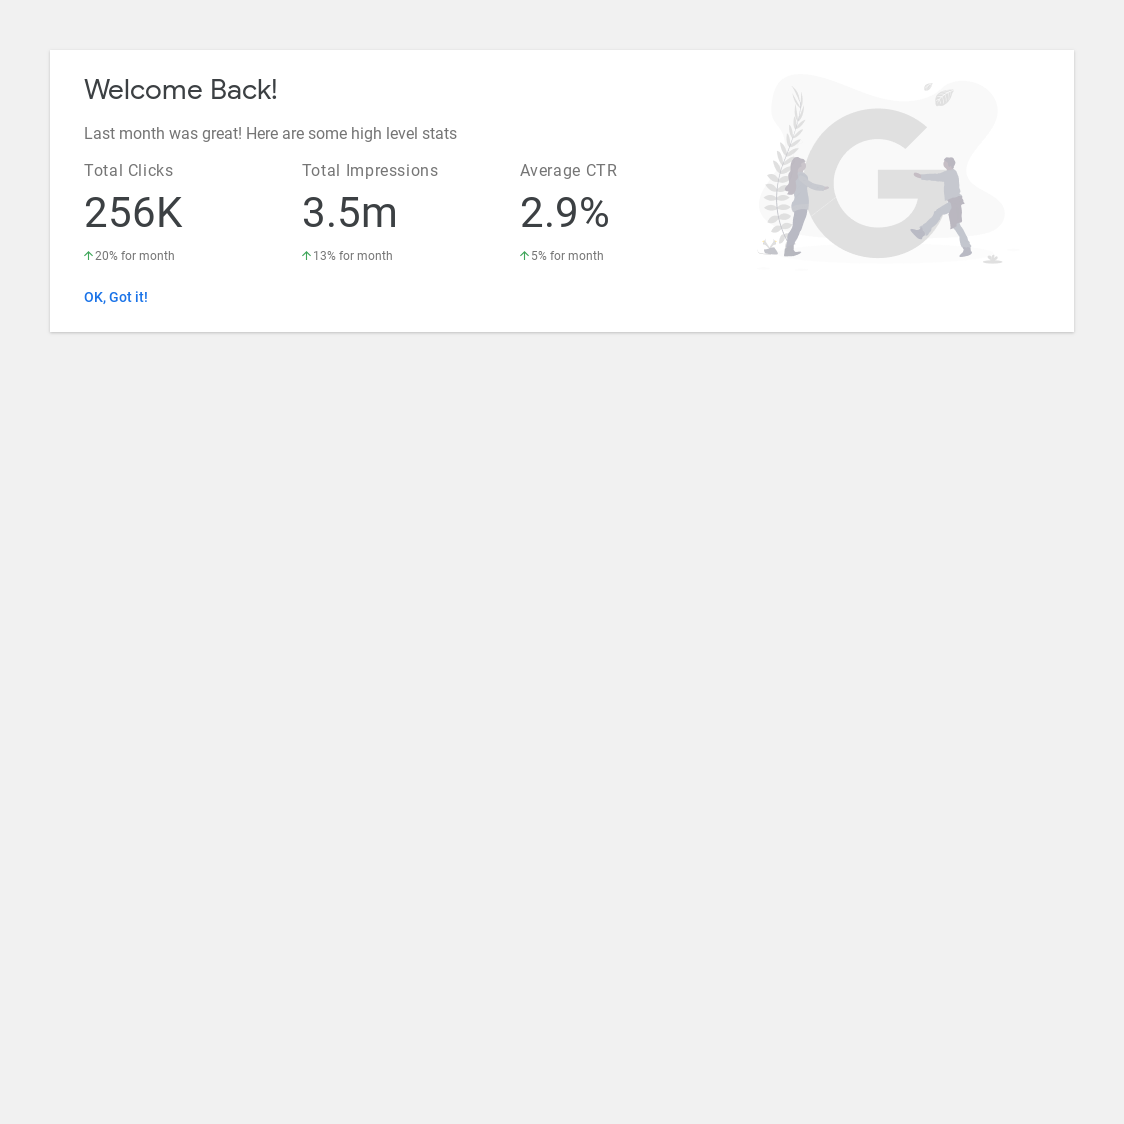 Welcome Back!
Last month was great! Here are some high level stats
Total Clicks
256K
20% for month
Total Impressions
3.5m
13% for month
Average CTR
2.9%
5% for month
OK, Got it!
G